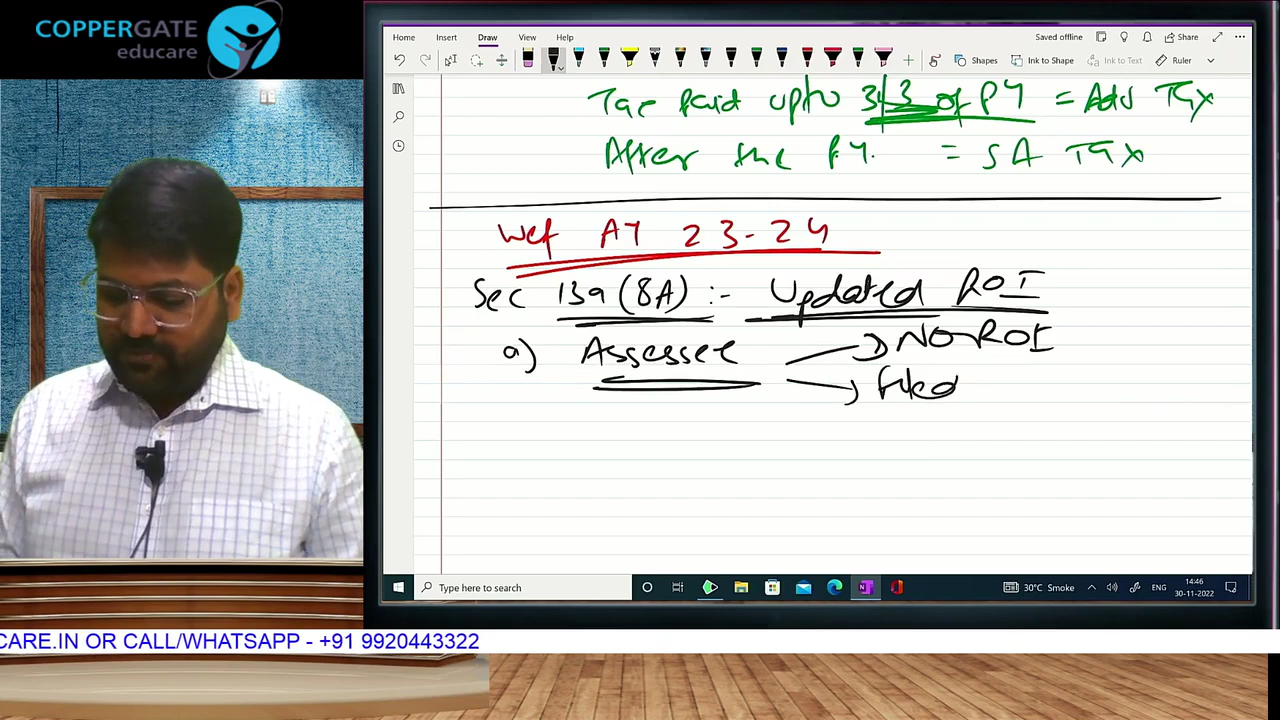 COPPERGATE
educare
Home Insert Draw View Help
Saved offline
Share
Shapes Ink to Shape Ink to Text Ruler
Tax Paid upto 31/3 of PY = Adv Tax
After the P.Y. = SA Tax
Wef AY 23-24
Sec 139(8A) :- Updated ROI
a) Assessee NO ROI
Filed
Type here to search
30°C Smoke
ENG
14:46
30-11-2022
CARE.IN OR CALL/WHATSAPP - +91 9920443322